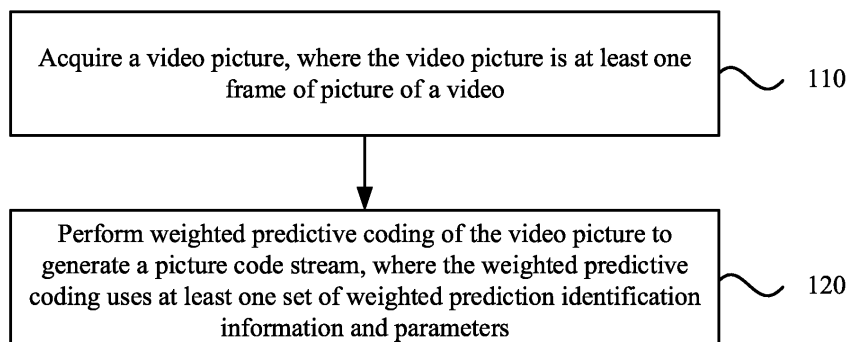 Acquire a video picture, where the video picture is at least one
frame of picture of a video
110
Perform weighted predictive coding of the video picture to
generate a picture code stream, where the weighted predictive
coding uses at least one set of weighted prediction identification
information and parameters
120